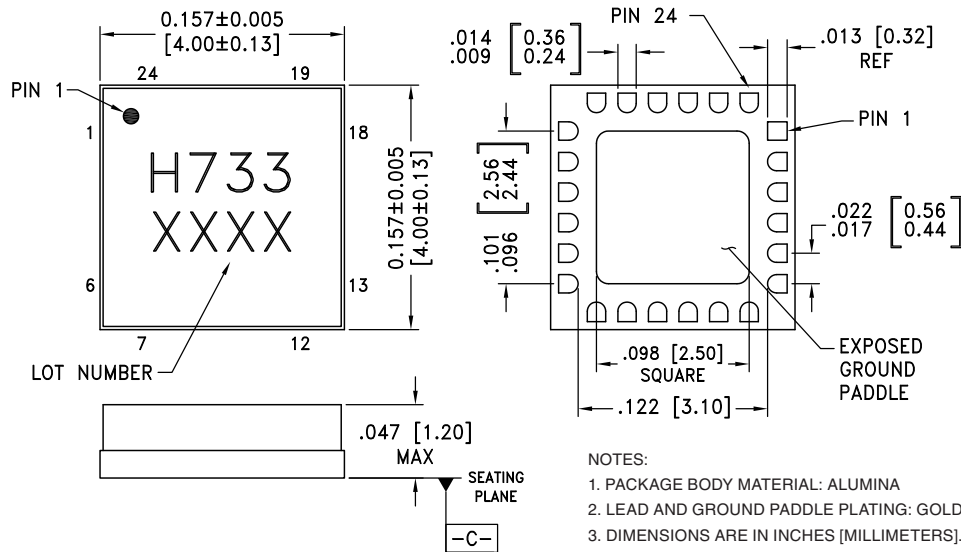 0.157±0.005
[4.00±0.13]
PIN 1
24
19
1
18
H733
XXXX
6
13
7
12
LOT NUMBER
0.157±0.005
[4.00±0.13]
.047 [1.20]
MAX
SEATING
PLANE
-C-
PIN 24
.014 [0.36
.009 0.24]
.013 [0.32]
REF
PIN 1
[2.56
2.44]
.101
.096
.022 [0.56
.017 0.44]
.098 [2.50]
SQUARE
.122 [3.10]
EXPOSED
GROUND
PADDLE
NOTES:
1. PACKAGE BODY MATERIAL: ALUMINA
2. LEAD AND GROUND PADDLE PLATING: GOLD
3. DIMENSIONS ARE IN INCHES [MILLIMETERS].